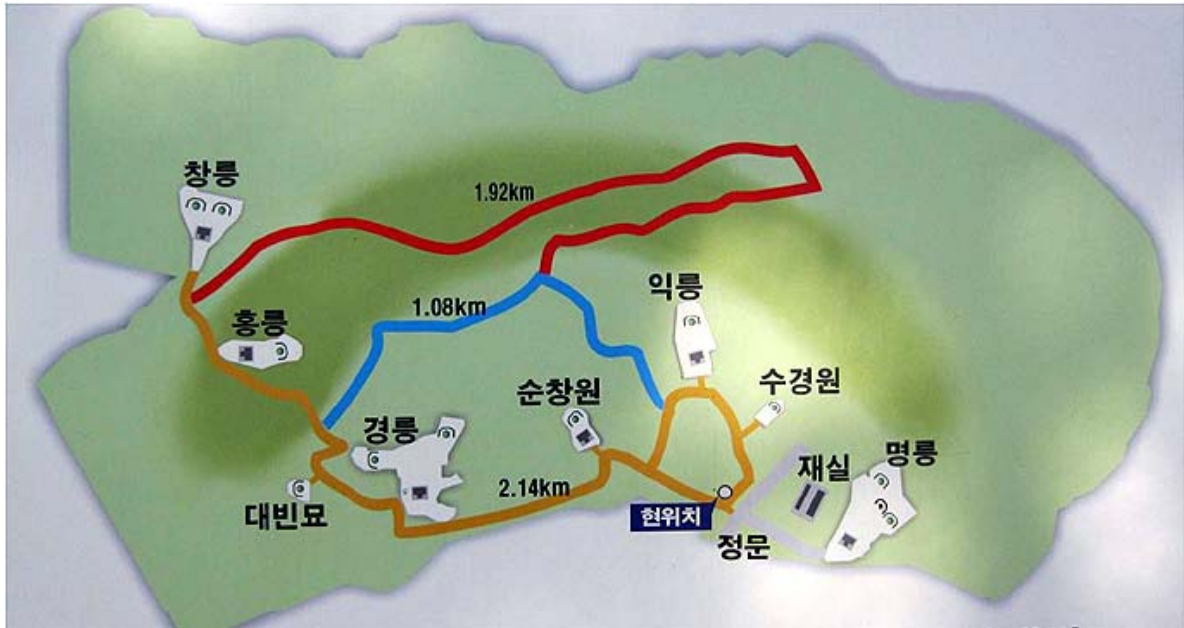 창릉
1.92km
홍릉
1.08km
익릉
순창원
수경원
경릉
재실
명릉
2.14km
대빈묘
현위치
정문